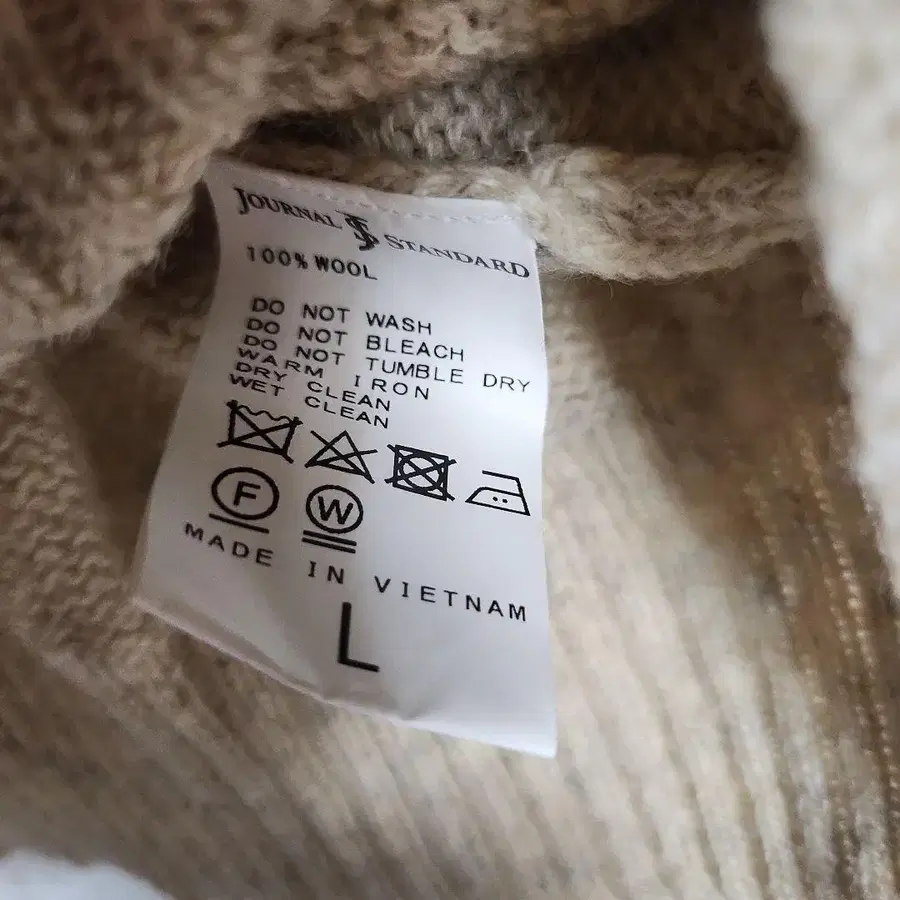 JOURNAL JS STANDARD
100% WOOL
DO NOT WASH
DO NOT BLEACH
DO NOT TUMBLE DRY
WARM IRON
DRY CLEAN
WET CLEAN
F W
MADE IN VIETNAM
L